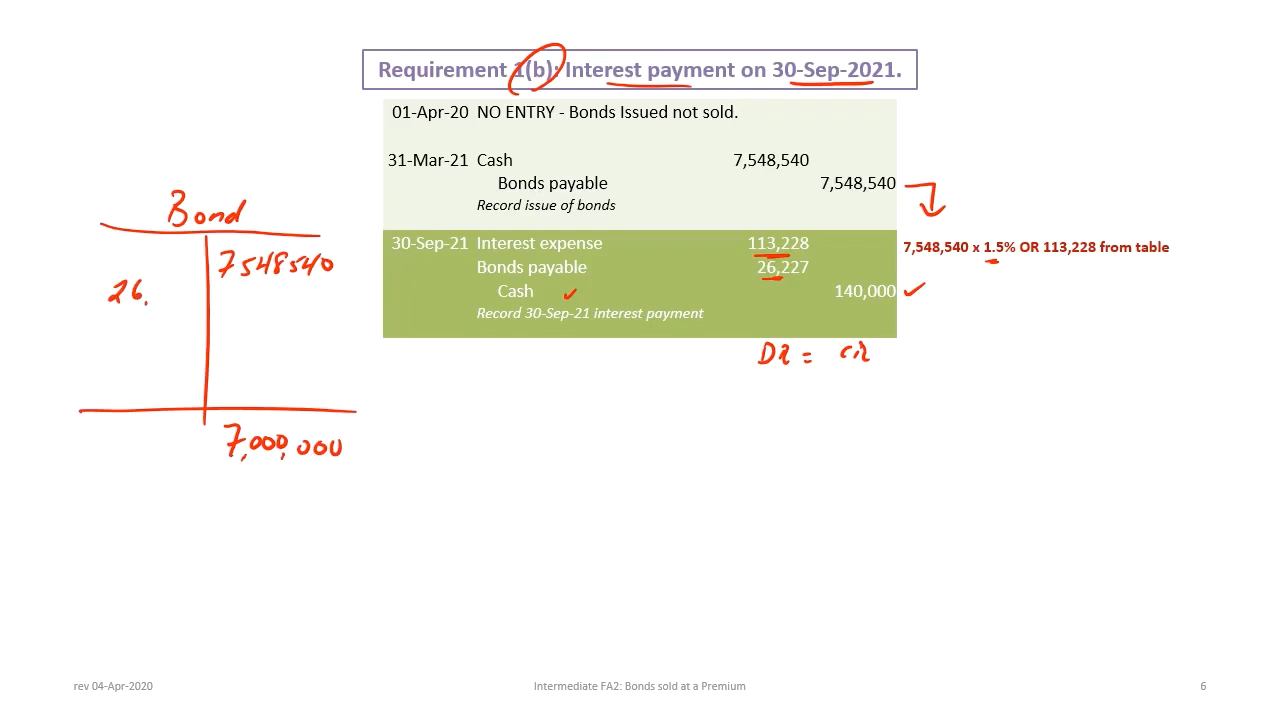 Requirement 1(b): Interest payment on 30-Sep-2021.
01-Apr-20 NO ENTRY - Bonds Issued not sold.
31-Mar-21 Cash 7,548,540
Bonds payable 7,548,540
Record issue of bonds
30-Sep-21 Interest expense 113,228
7,548,540 x 1.5% OR 113,228 from table
Bonds payable 26,227
Cash 140,000
Record 30-Sep-21 interest payment
Dr = cr
Bond
7548540
26.
7,000,000
rev 04-Apr-2020 Intermediate FA2: Bonds sold at a Premium 6